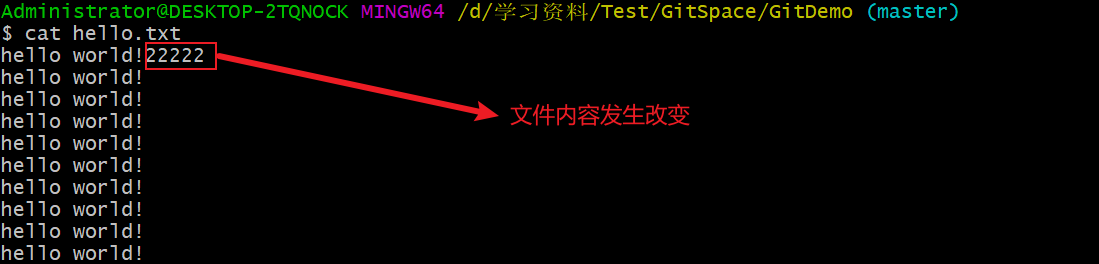 Administrator@DESKTOP-2TQNOCK MINGW64 /d/学习资料/Test/GitSpace/GitDemo (master)
$ cat hello.txt
hello world!22222
hello world!
hello world!
文件内容发生改变
hello world!
hello world!
hello world!
hello world!
hello world!
hello world!
hello world!